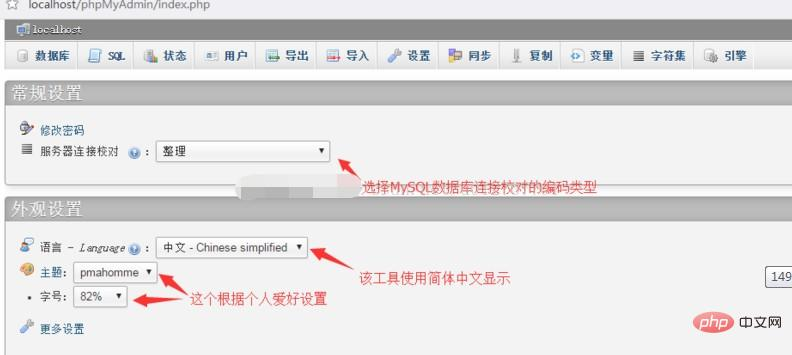 localhost/phpMyAdmin/index.php
localhost
数据库 SQL 状态 用户 导出 导入 设置 同步 复制 变量 字符集 引擎
常规设置
修改密码
服务器连接校对 : 整理
选择MySQL数据库连接校对的编码类型
外观设置
语言 - Language : 中文 - Chinese simplified
该工具使用简体中文显示
主题: pmahomme
149
字号: 82%
这个根据个人爱好设置
php 中文网
更多设置